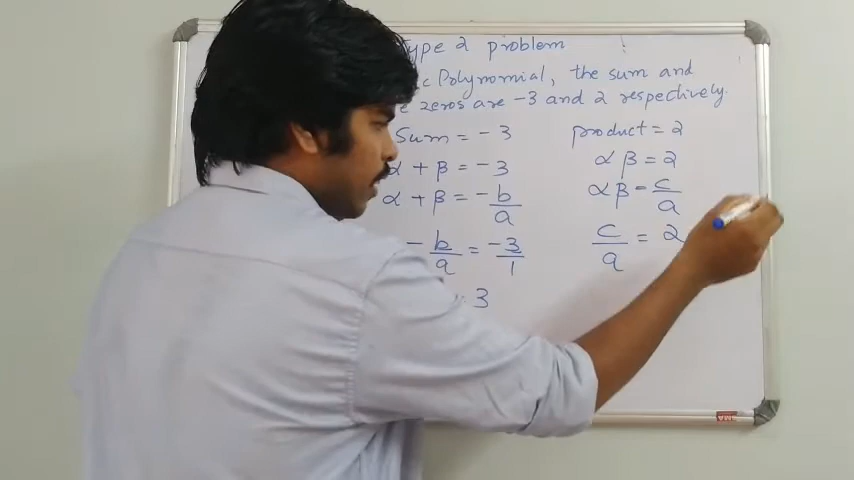 ype 2 problem
c Polynomial, the sum and
e zeros are -3 and 2 respectively.
Sum = -3 product = 2
α + β = -3 αβ = 2
α + β = -b/a αβ = c/a
-b/a = -3/1 c/a = 2
3